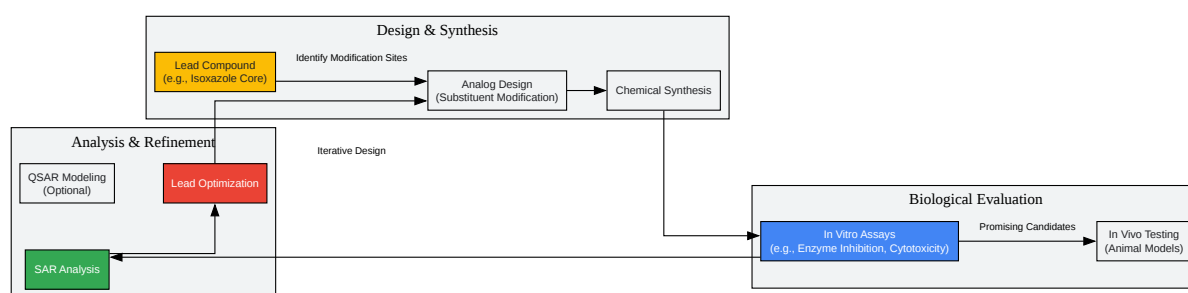 Design & Synthesis
Lead Compound
(e.g., Isoxazole Core)
Identify Modification Sites
Analog Design
(Substituent Modification)
Chemical Synthesis
Analysis & Refinement
Iterative Design
QSAR Modeling
(Optional)
Lead Optimization
SAR Analysis
Biological Evaluation
In Vitro Assays
(e.g., Enzyme Inhibition, Cytotoxicity)
Promising Candidates
In Vivo Testing
(Animal Models)